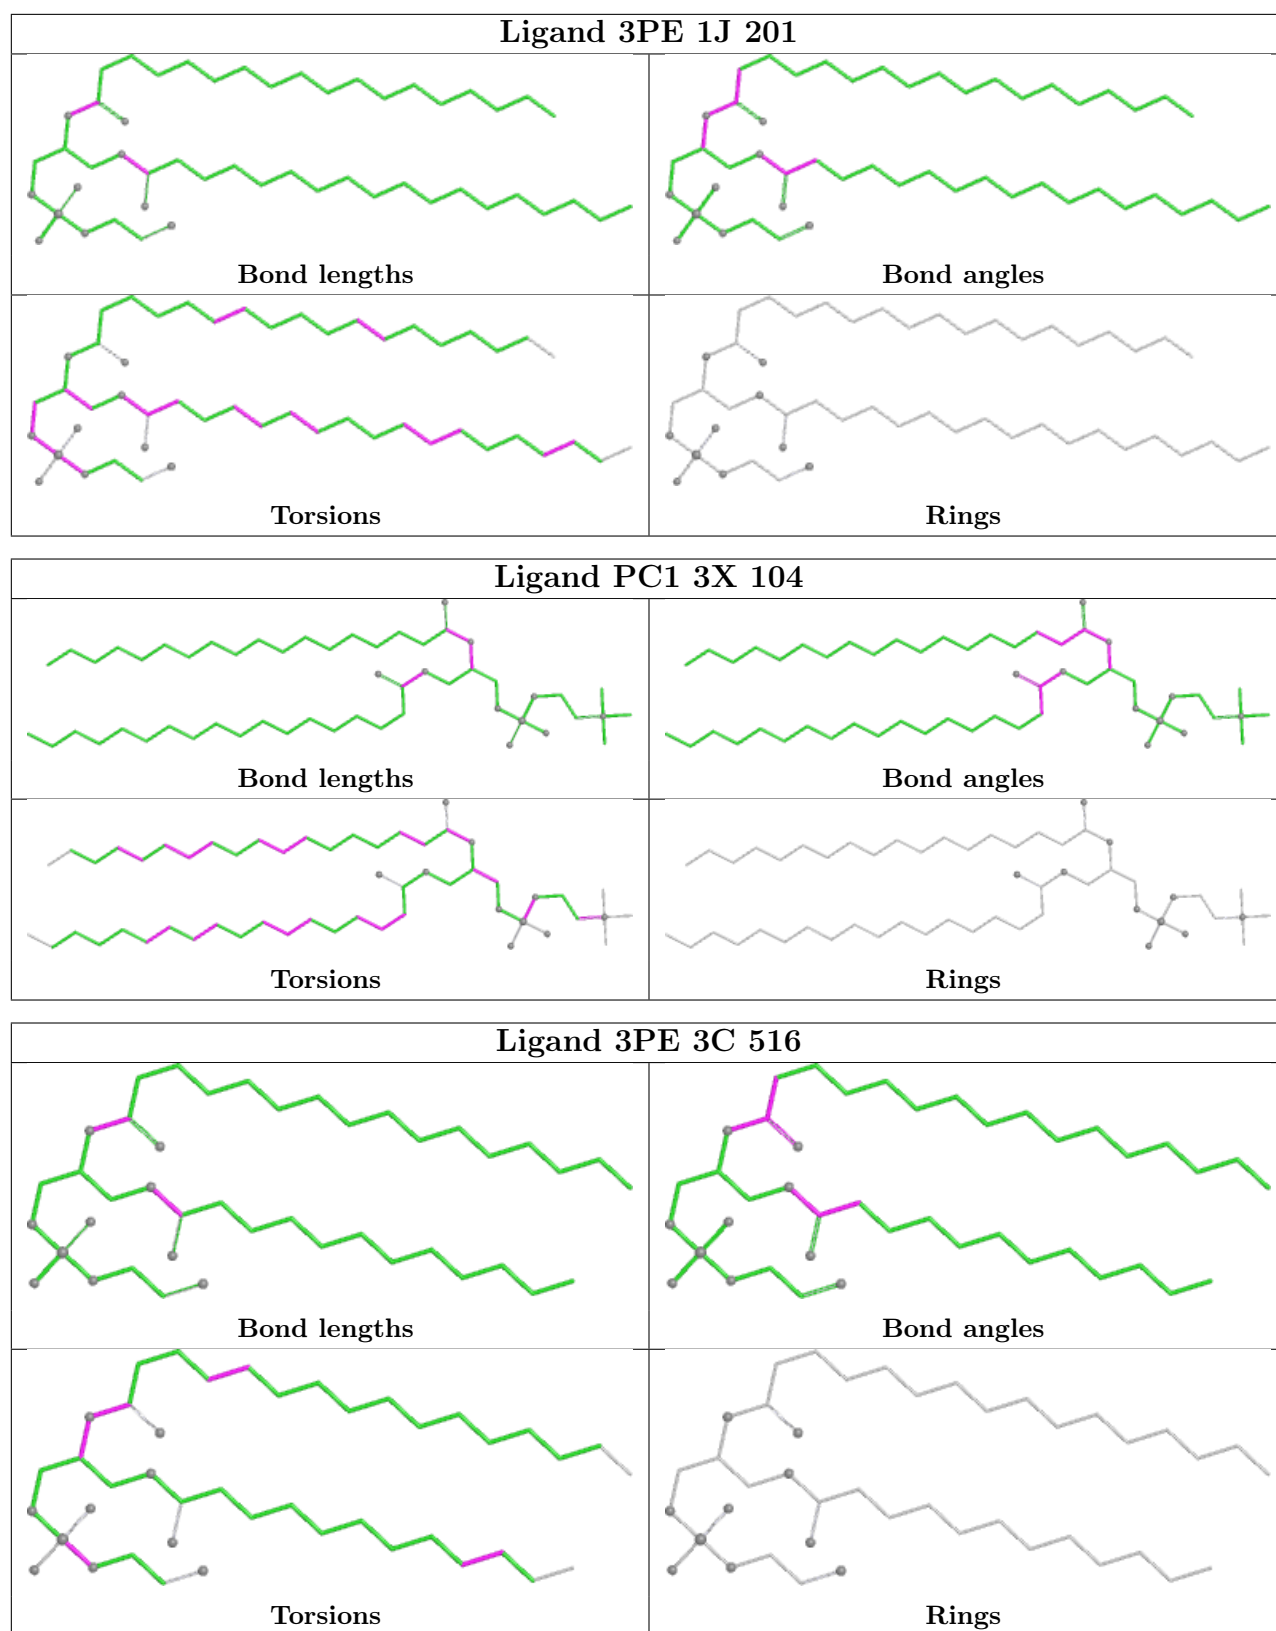 Ligand 3PE 1J 201
Bond lengths
Bond angles
Torsions
Rings
Ligand PC1 3X 104
Bond lengths
Bond angles
Torsions
Rings
Ligand 3PE 3C 516
Bond lengths
Bond angles
Torsions
Rings